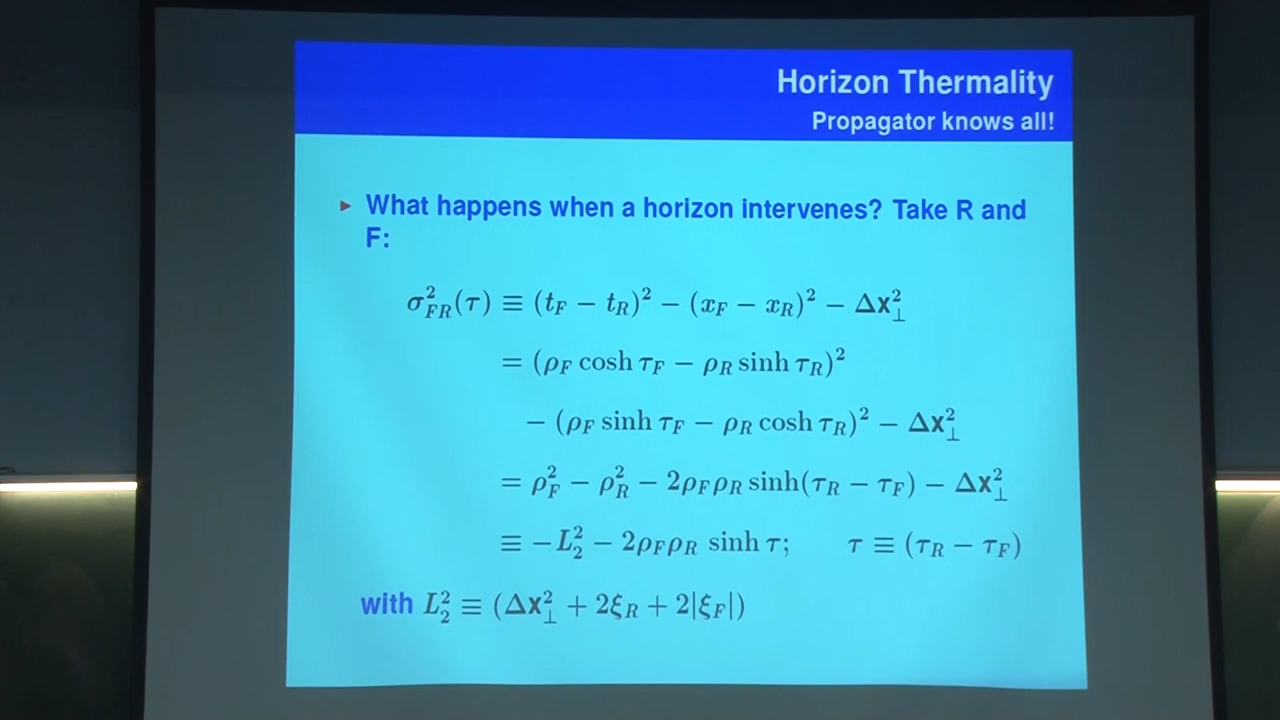 Horizon Thermality
Propagator knows all!
▸ What happens when a horizon intervenes? Take R and
F:
σ²_FR(τ) ≡ (t_F − t_R)² − (x_F − x_R)² − Δx²_⊥
= (ρ_F cosh τ_F − ρ_R sinh τ_R)²
− (ρ_F sinh τ_F − ρ_R cosh τ_R)² − Δx²_⊥
= ρ²_F − ρ²_R − 2ρ_Fρ_R sinh(τ_R − τ_F) − Δx²_⊥
≡ −L²_2 − 2ρ_Fρ_R sinh τ; τ ≡ (τ_R − τ_F)
with L²_2 ≡ (Δx²_⊥ + 2ξ_R + 2|ξ_F|)